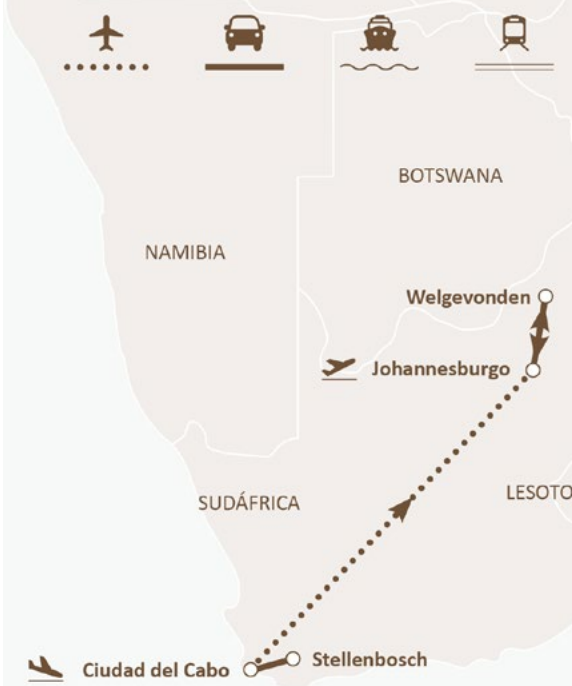 BOTSWANA
NAMIBIA
Welgevonden
Johannesburgo
SUDÁFRICA
LESOTO
Ciudad del Cabo
Stellenbosch